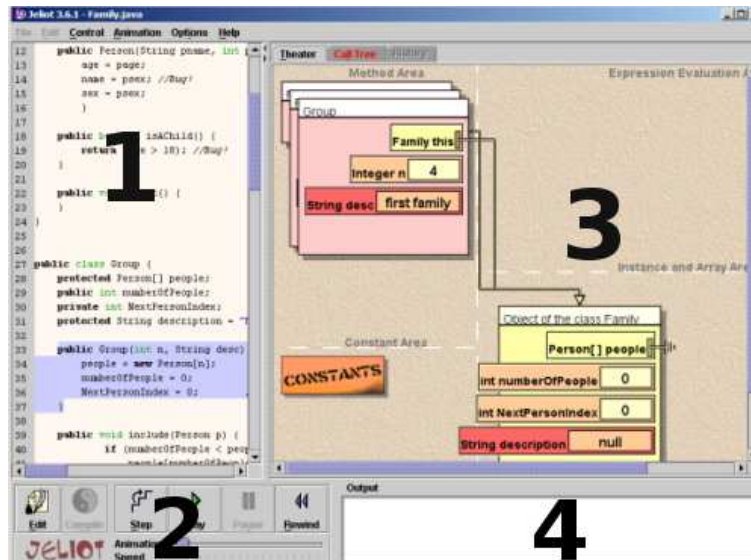 Jeliot 3.6.1 - Family.java
File Edit Control Animation Options Help
12 public Person(String pname, int p
13 age = page;
14 name = psex; //Bug!
15 sex = psex;
16 }
17
18 public isAChild() {
19 return > 18); //Bug!
20 }
21
22 public {
23 }
24 }
25
26
27 public class Group {
28 protected Person[] people;
29 public int numberOfPeople;
30 private int NextPersonIndex;
31 protected String description = "
32
33 public Group(int n, String desc)
34 people = new Person[n];
35 numberOfPeople = 0;
36 NextPersonIndex = 0;
37 }
38
39 public void include(Person p) {
40 if (numberOfPeople < peop
1
Theater Call Tree History
Method Area
Expression Evaluation A
Group
Family this
Integer n 4
String desc first family
3
Instance and Array Are
Constant Area
CONSTANTS
Object of the class Family
Person[] people
int numberOfPeople 0
int NextPersonIndex 0
String description null
Edit Compile Step Pause Rewind
2
JELIOT
Animation
Speed
Output
4